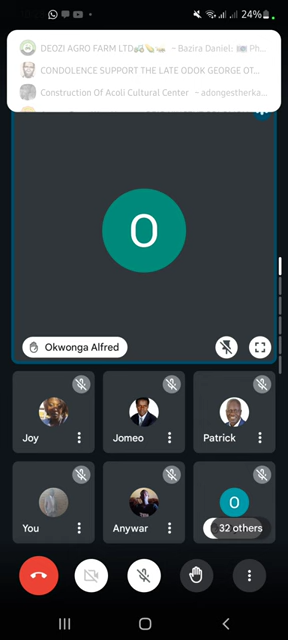 24%
DEOZI AGRO FARM LTD ~ Bazira Daniel: Ph...
CONDOLENCE SUPPORT THE LATE ODOK GEORGE OT...
Construction Of Acoli Cultural Center ~ adongestherka...
O
Okwonga Alfred
Joy
Jomeo
Patrick
You
Anywar
O
32 others